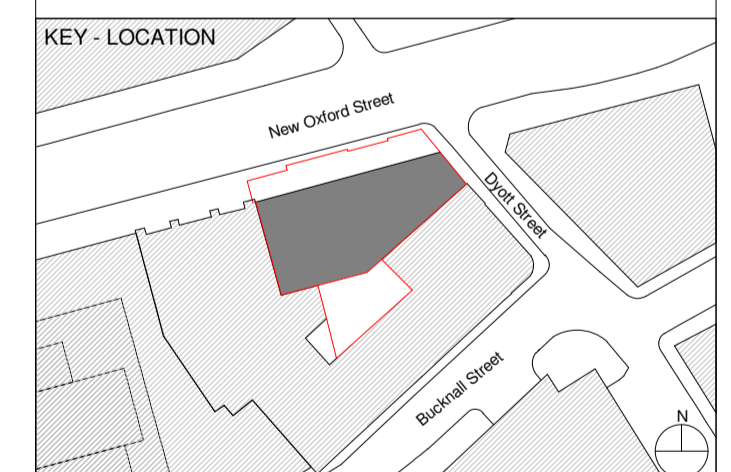 KEY - LOCATION
New Oxford Street
Dyott Street
Bucknall Street
N